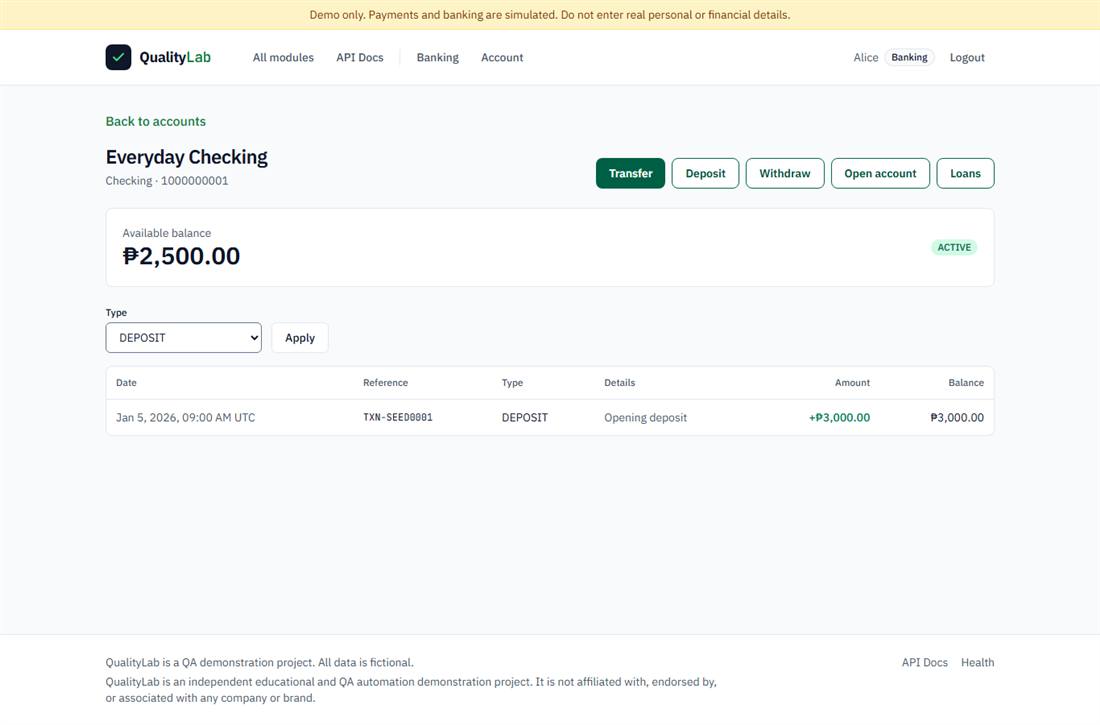 Demo only. Payments and banking are simulated. Do not enter real personal or financial details.
QualityLab All modules API Docs Banking Account Alice Banking Logout
Back to accounts
Everyday Checking
Checking · 1000000001
Transfer Deposit Withdraw Open account Loans
Available balance
₱2,500.00
ACTIVE
Type
DEPOSIT Apply
Date Reference Type Details Amount Balance
Jan 5, 2026, 09:00 AM UTC TXN-SEED0001 DEPOSIT Opening deposit +₱3,000.00 ₱3,000.00
QualityLab is a QA demonstration project. All data is fictional. API Docs Health
QualityLab is an independent educational and QA automation demonstration project. It is not affiliated with, endorsed by,
or associated with any company or brand.